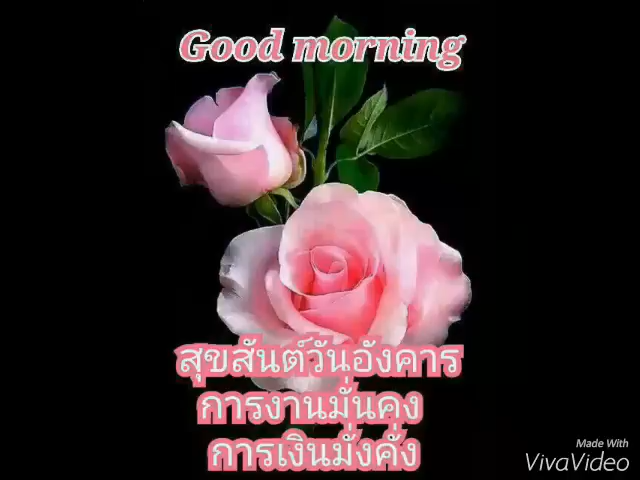 Good morning
สุขสันต์วันอังคาร
การงานมั่นคง
การเงินมั่งคั่ง
Made With
VivaVideo